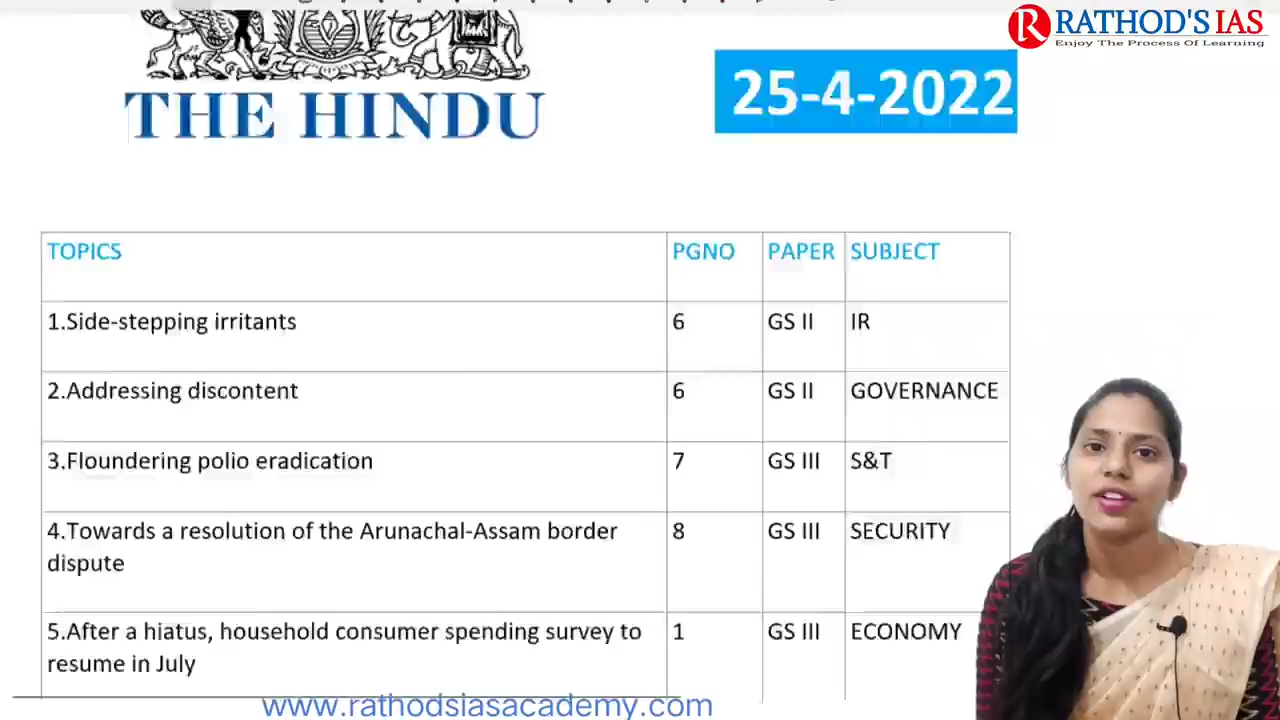 RATHOD'S IAS
Enjoy The Process Of Learning
THE HINDU
25-4-2022
TOPICS PGNO PAPER SUBJECT
1.Side-stepping irritants 6 GS II IR
2.Addressing discontent 6 GS II GOVERNANCE
3.Floundering polio eradication 7 GS III S&T
4.Towards a resolution of the Arunachal-Assam border 8 GS III SECURITY
dispute
5.After a hiatus, household consumer spending survey to 1 GS III ECONOMY
resume in July
www.rathodsiasacademy.com